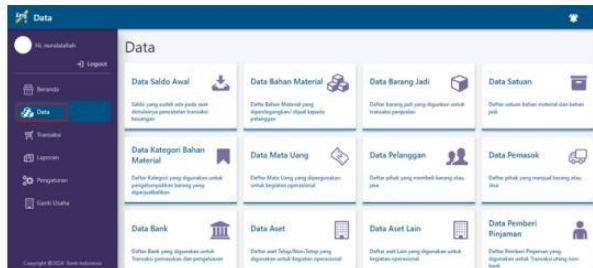 Data
Hi, nurulalafiah
Logout
Beranda
Data
Transaksi
Laporan
Pengaturan
Ganti Usaha
Copyright ©2024 Bank Indonesia
Data
Data Saldo Awal
Saldo yang sudah ada pada saat
dimulainya pencatatan transaksi
keuangan
Data Bahan Material
Daftar Bahan Material yang
diperdagangkan/ dijual kepada
pelanggan
Data Barang Jadi
Daftar barang jadi yang digunakan untuk
transaksi penjualan
Data Satuan
Daftar satuan bahan material dan bahan
jadi
Data Kategori Bahan
Material
Daftar Kategori yang digunakan untuk
pengelompokkan barang yang
diperjualbelikan
Data Mata Uang
Daftar Mata Uang yang dipergunakan
untuk kegiatan operasional
Data Pelanggan
Daftar pihak yang membeli barang atau
jasa
Data Pemasok
Daftar pihak yang menjual barang atau
Jasa
Data Bank
Daftar Bank yang digunakan untuk
Transaksi pemasukan dan pengeluaran
Data Aset
Daftar aset Tetap/Non-Tetap yang
digunakan untuk kegiatan operasional
Data Aset Lain
Daftar aset Lain yang digunakan untuk
kegiatan operasional
Data Pemberi
Pinjaman
Daftar Pemberi Pinjaman yang
digunakan untuk Transaksi utang non-
bank